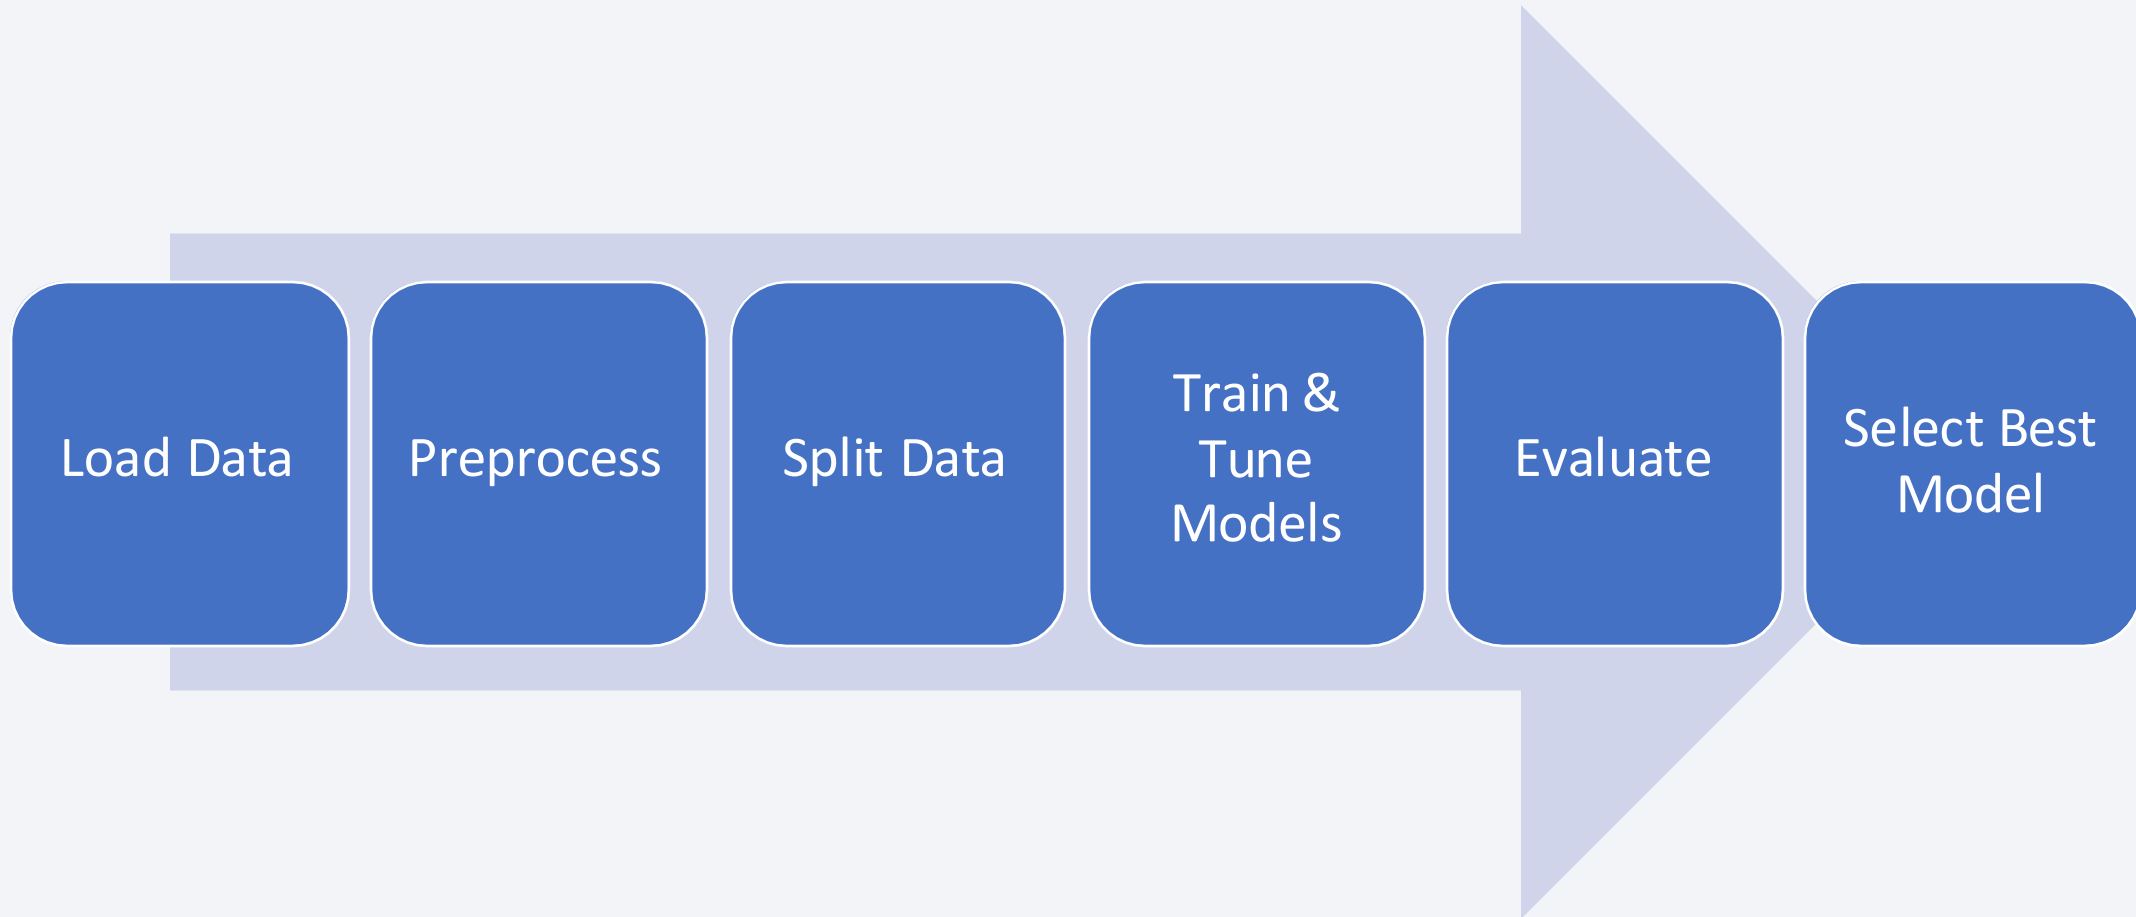 Load Data
Preprocess
Split Data
Train &
Tune
Models
Evaluate
Select Best
Model